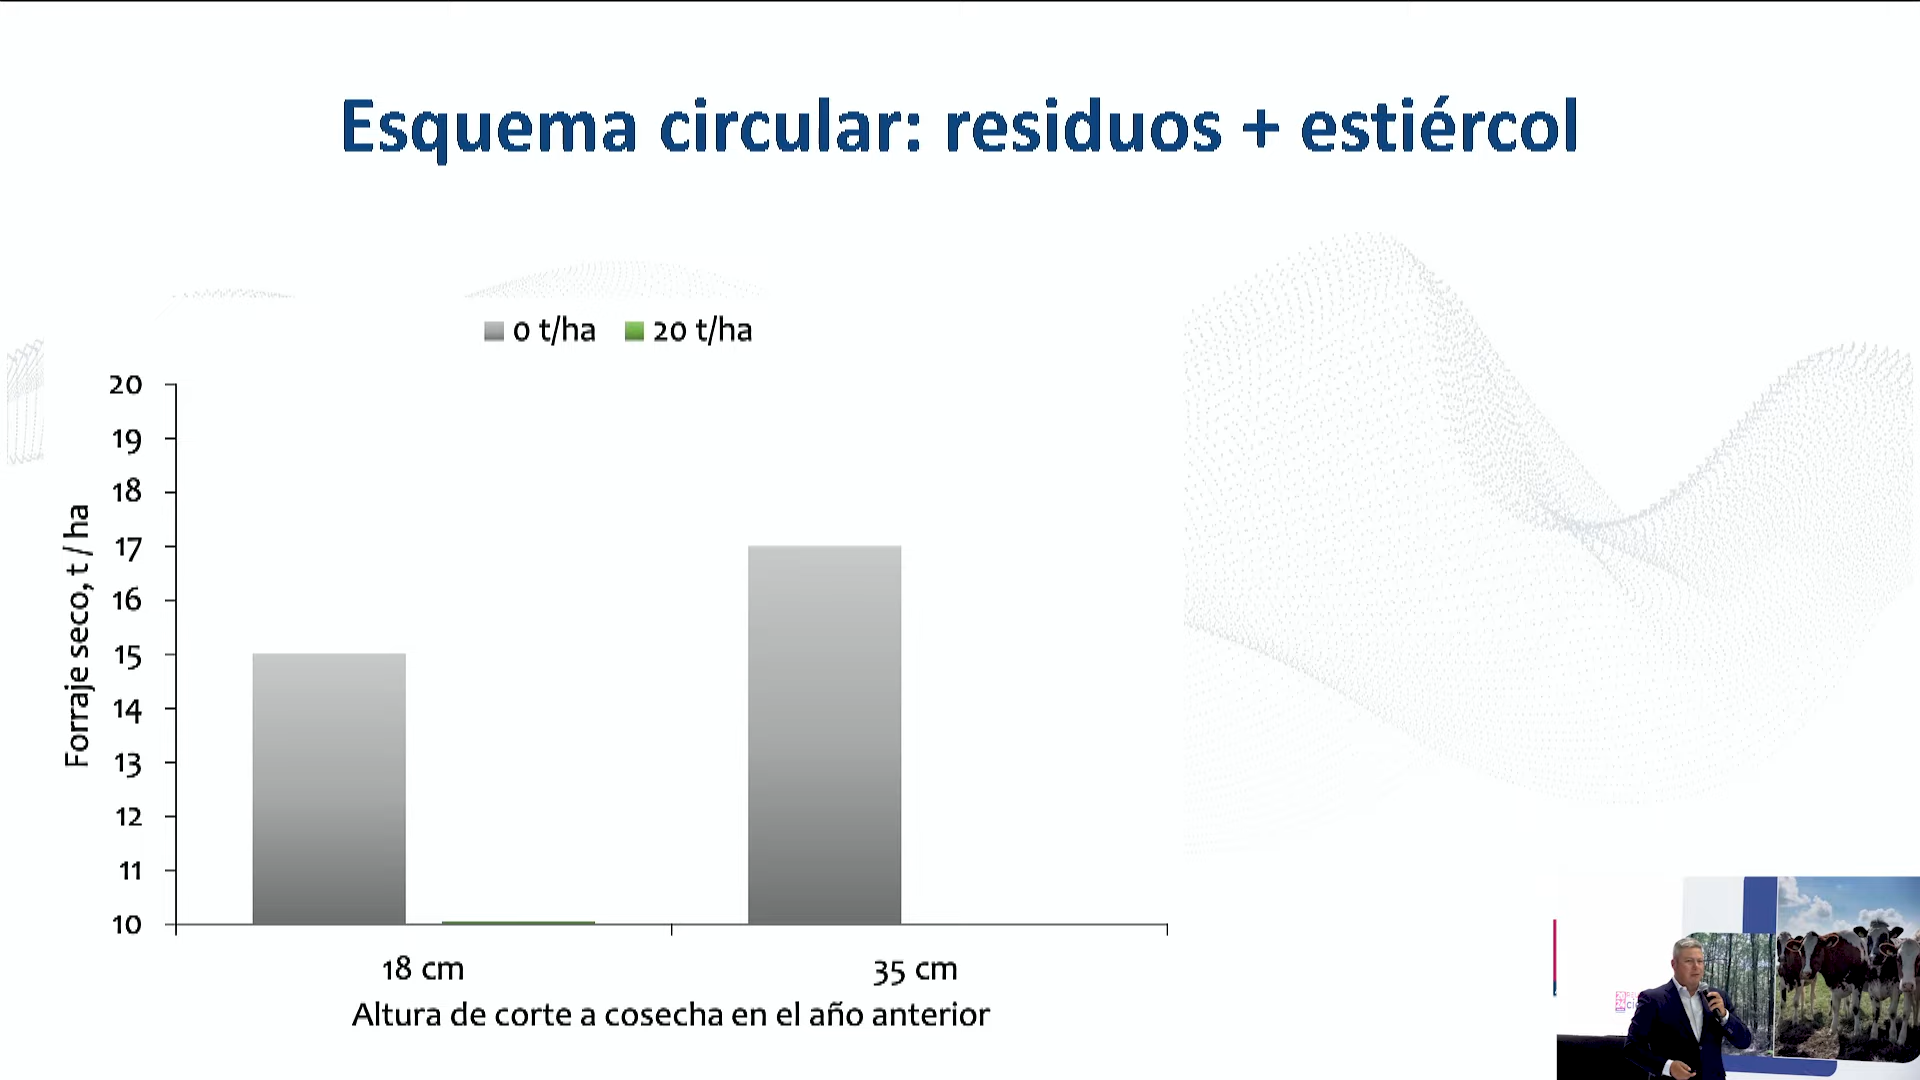 Esquema circular: residuos + estiércol
0 t/ha 20 t/ha
20
19
18
17
16
15
14
13
12
11
10
Forraje seco, t / ha
18 cm 35 cm
Altura de corte a cosecha en el año anterior